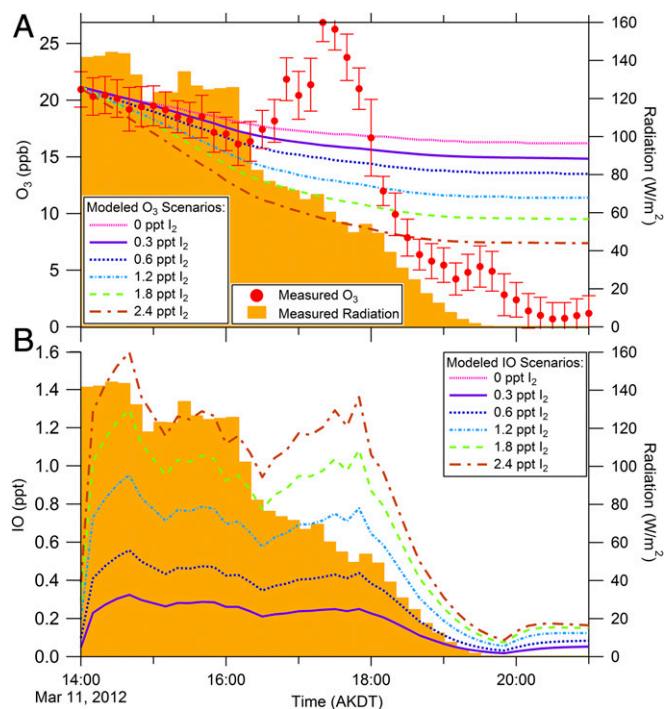 A
25
20
15
10
5
0
O3 (ppb)
160
140
120
100
80
60
40
20
0
Radiation (W/m2)
Modeled O3 Scenarios:
0 ppt I2
0.3 ppt I2
0.6 ppt I2
1.2 ppt I2
1.8 ppt I2
2.4 ppt I2
Measured O3
Measured Radiation
B
1.6
1.4
1.2
1.0
0.8
0.6
0.4
0.2
0.0
IO (ppt)
160
140
120
100
80
60
40
20
0
Radiation (W/m2)
Modeled IO Scenarios:
0 ppt I2
0.3 ppt I2
0.6 ppt I2
1.2 ppt I2
1.8 ppt I2
2.4 ppt I2
14:00 16:00 18:00 20:00
Mar 11, 2012
Time (AKDT)